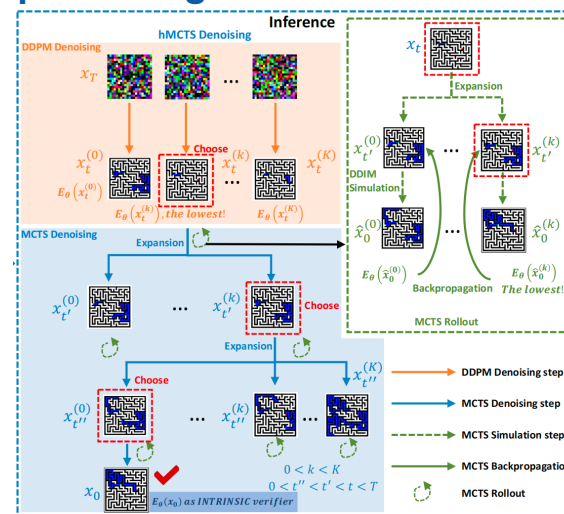 Inference
hMCTS Denoising
DDPM Denoising
x_T
...
Choose
x_t^(0)
x_t^(k)
...
x_t^(K)
E_θ(x_t^(0))
E_θ(x_t^(k)), the lowest!
E_θ(x_t^(K))
MCTS Denoising
Expansion
x_t'^(0)
...
x_t'^(k)
Choose
Expansion
Choose
x_t''^(0)
...
x_t''^(k)
...
x_t''^(K)
x_0
E_θ(x_0) as INTRINSIC verifier
0 < k < K
0 < t'' < t' < t < T
x_t
Expansion
x_t'^(0)
...
x_t'^(k)
DDIM
Simulation
x̂_0^(0)
...
x̂_0^(k)
E_θ(x̂_0^(0))
Backpropagation
E_θ(x̂_0^(k))
The lowest!
MCTS Rollout
DDPM Denoising step
MCTS Denoising step
MCTS Simulation step
MCTS Backpropagatio
MCTS Rollout